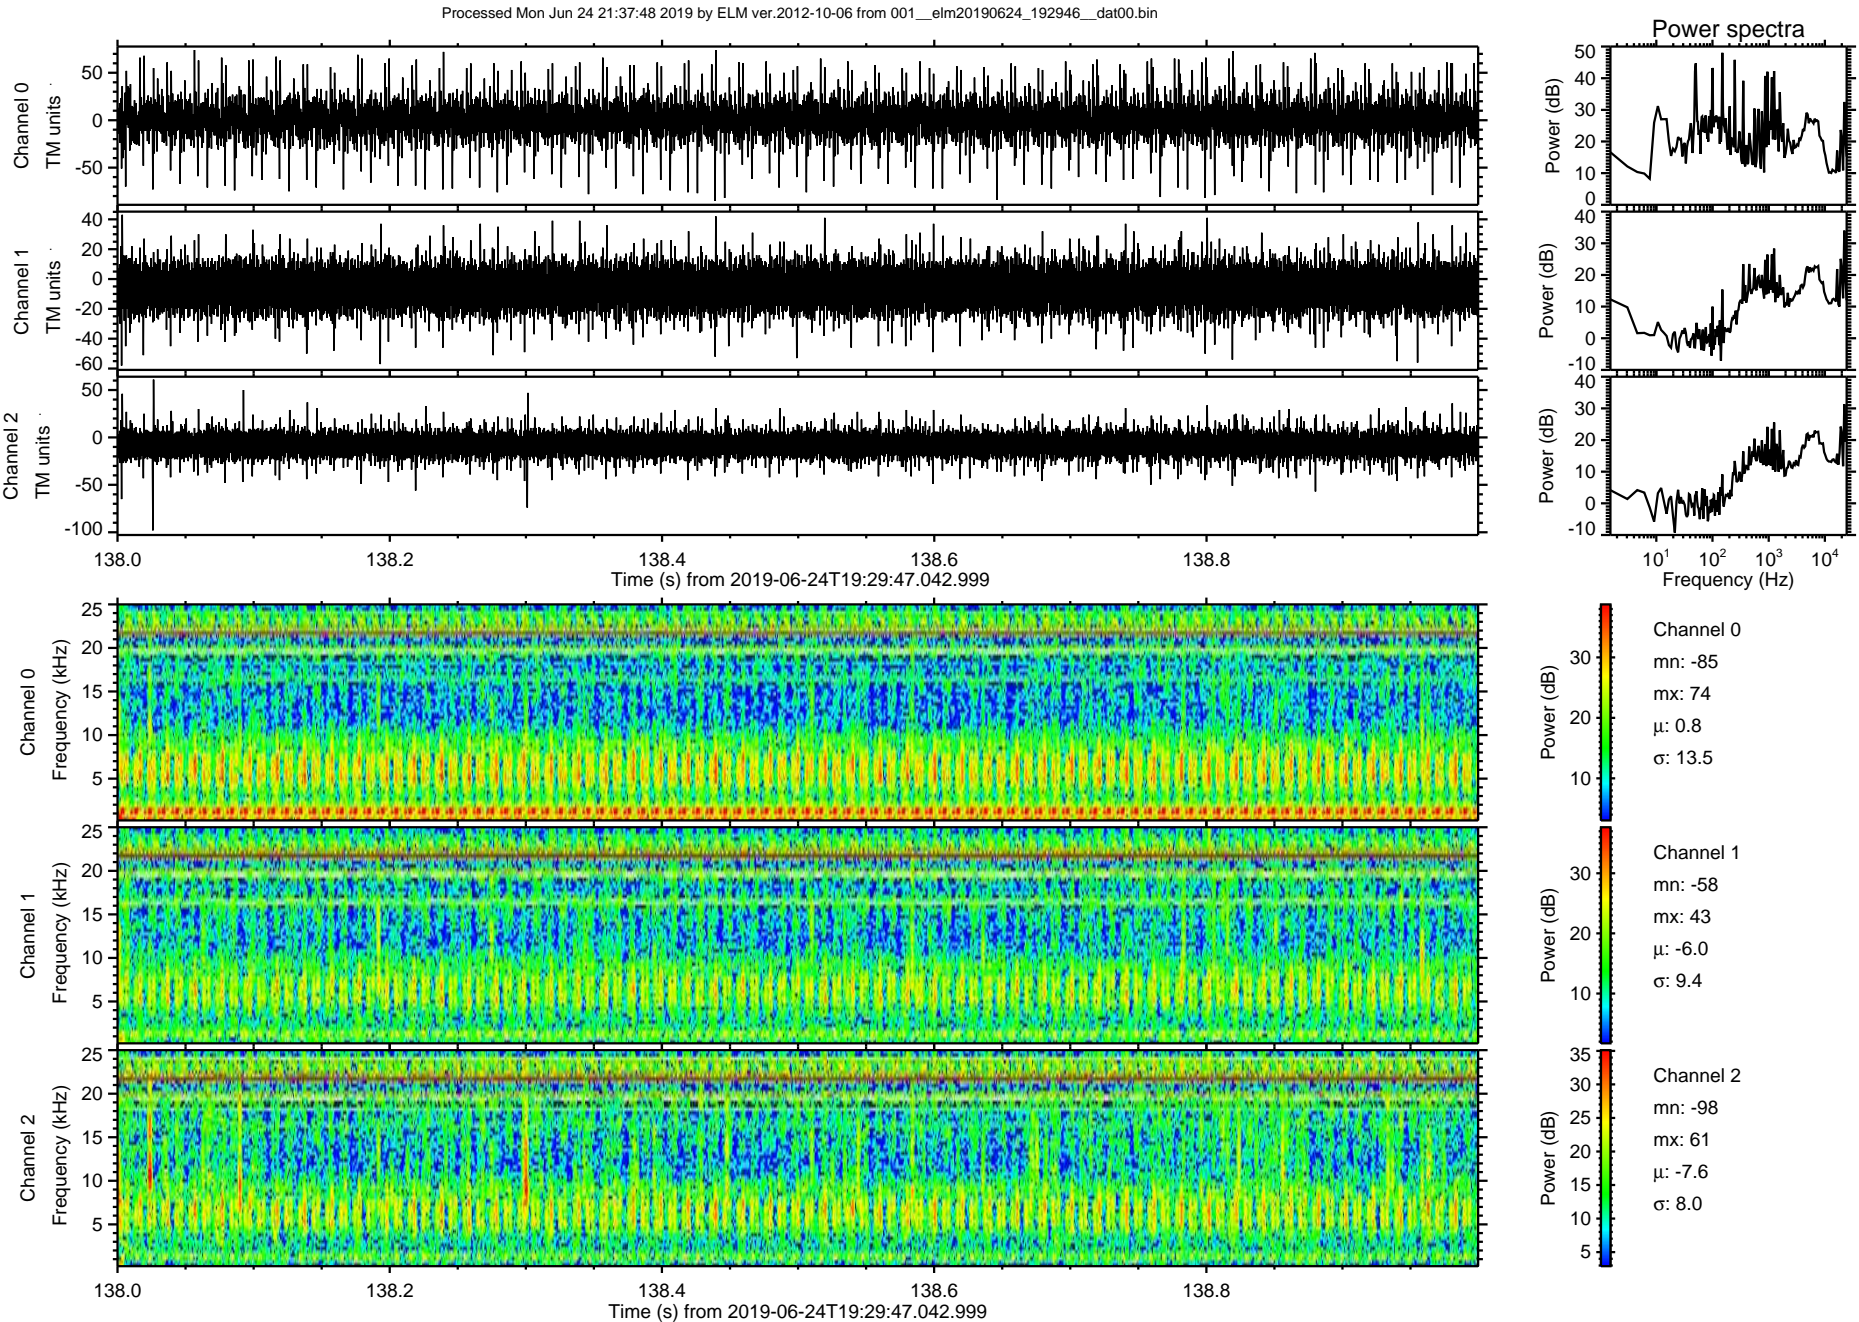 Processed Mon Jun 24 21:37:48 2019 by ELM ver.2012-10-06 from 001__elm20190624_192946__dat00.bin
Power spectra
Channel 0
TM units
50
0
-50
Power (dB)
50
40
30
20
10
0
Channel 1
TM units
40
20
0
-20
-40
-60
Power (dB)
40
30
20
10
0
-10
Channel 2
TM units
50
0
-50
-100
Power (dB)
40
30
20
10
0
-10
138.0 138.2 138.4 138.6 138.8
Time (s) from 2019-06-24T19:29:47.042.999
10¹ 10² 10³ 10⁴
Frequency (Hz)
Channel 0
Frequency (kHz)
25
20
15
10
5
Power (dB)
30
20
10
Channel 0
mn: -85
mx: 74
μ: 0.8
σ: 13.5
Channel 1
Frequency (kHz)
25
20
15
10
5
Power (dB)
30
20
10
Channel 1
mn: -58
mx: 43
μ: -6.0
σ: 9.4
Channel 2
Frequency (kHz)
25
20
15
10
5
Power (dB)
35
30
25
20
15
10
5
Channel 2
mn: -98
mx: 61
μ: -7.6
σ: 8.0
138.0 138.2 138.4 138.6 138.8
Time (s) from 2019-06-24T19:29:47.042.999